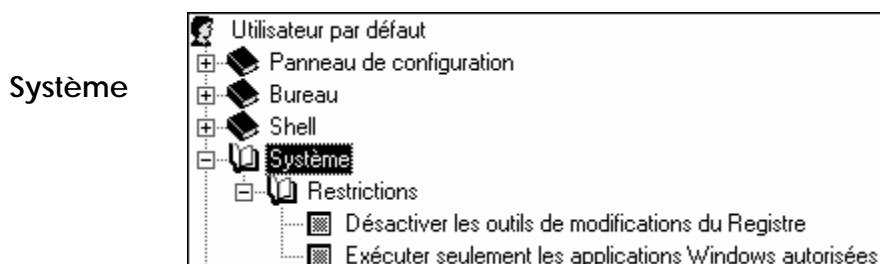 Système
Utilisateur par défaut
Panneau de configuration
Bureau
Shell
Système
Restrictions
Désactiver les outils de modifications du Registre
Exécuter seulement les applications Windows autorisées